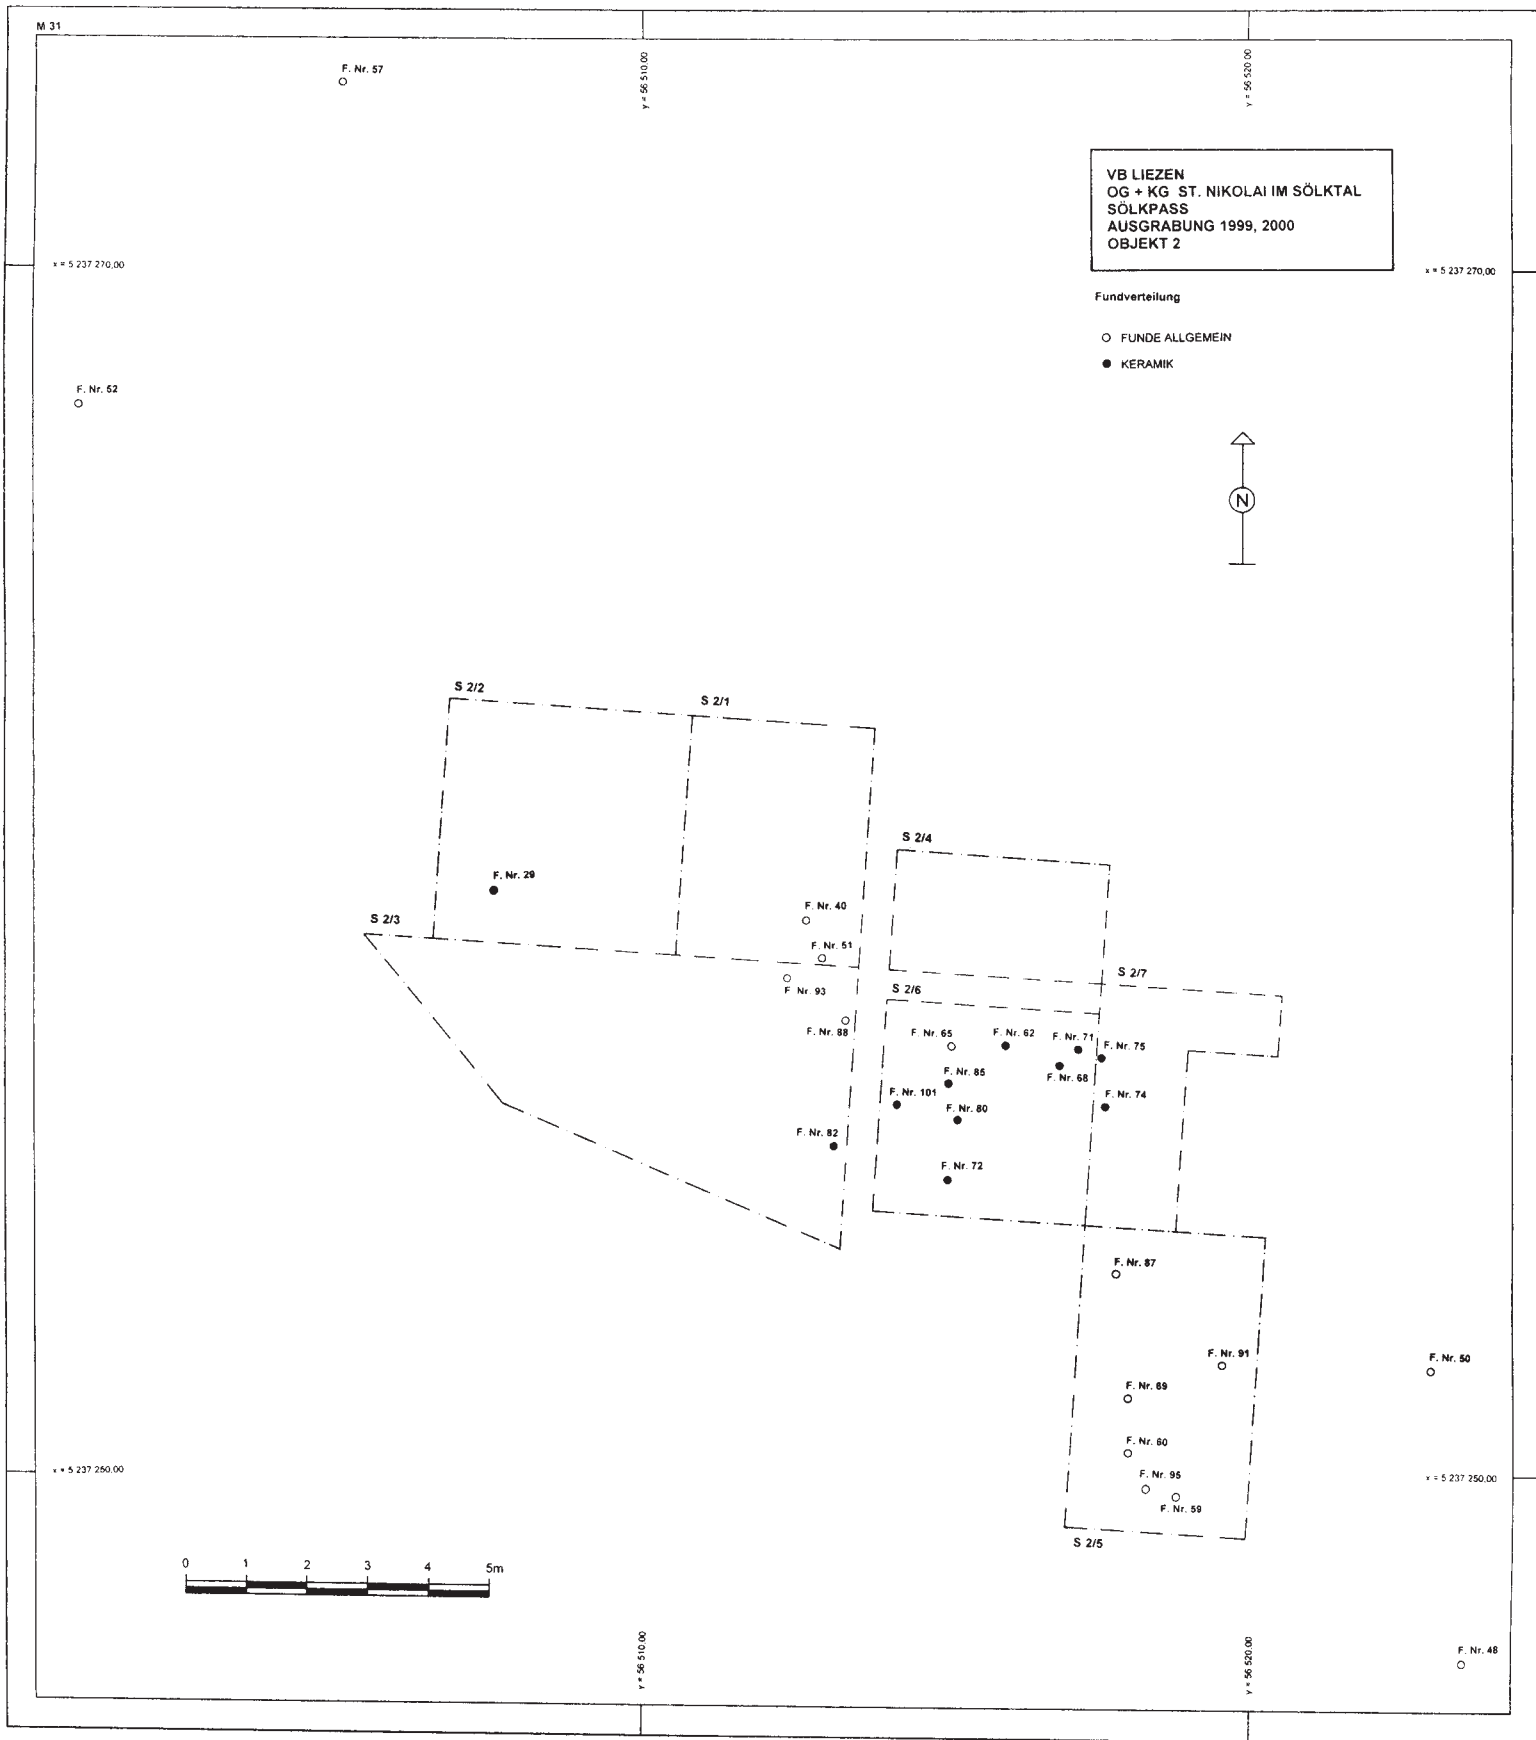 M 31
y = 56 510.00
y = 56 520.00
F. Nr. 57
VB LIEZEN
OG + KG ST. NIKOLAI IM SÖLKTAL
SÖLKPASS
AUSGRABUNG 1999, 2000
OBJEKT 2
x = 5 237 270,00
x = 5 237 270,00
Fundverteilung
FUNDE ALLGEMEIN
KERAMIK
F. Nr. 52
N
S 2/2
S 2/1
S 2/4
F. Nr. 29
F. Nr. 40
S 2/3
F. Nr. 51
S 2/7
F Nr. 93
S 2/6
F. Nr. 88
F. Nr. 65
F. Nr. 62
F. Nr. 71
F. Nr. 75
F. Nr. 85
F. Nr. 68
F. Nr. 101
F. Nr. 80
F. Nr. 74
F. Nr. 82
F. Nr. 72
F. Nr. 87
F. Nr. 91
F. Nr. 50
F. Nr. 69
F. Nr. 60
x = 5 237 250,00
F. Nr. 95
x = 5 237 250,00
F. Nr. 59
S 2/5
0 1 2 3 4 5m
y = 56 510.00
y = 56 520.00
F. Nr. 48